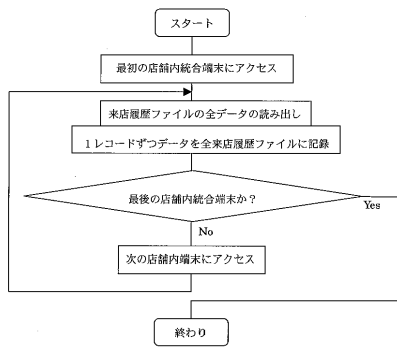 スタート
最初の店舗内統合端末にアクセス
来店履歴ファイルの全データの読み出し
1レコードずつデータを全来店履歴ファイルに記録
最後の店舗内統合端末か？
Yes
No
次の店舗内端末にアクセス
終わり